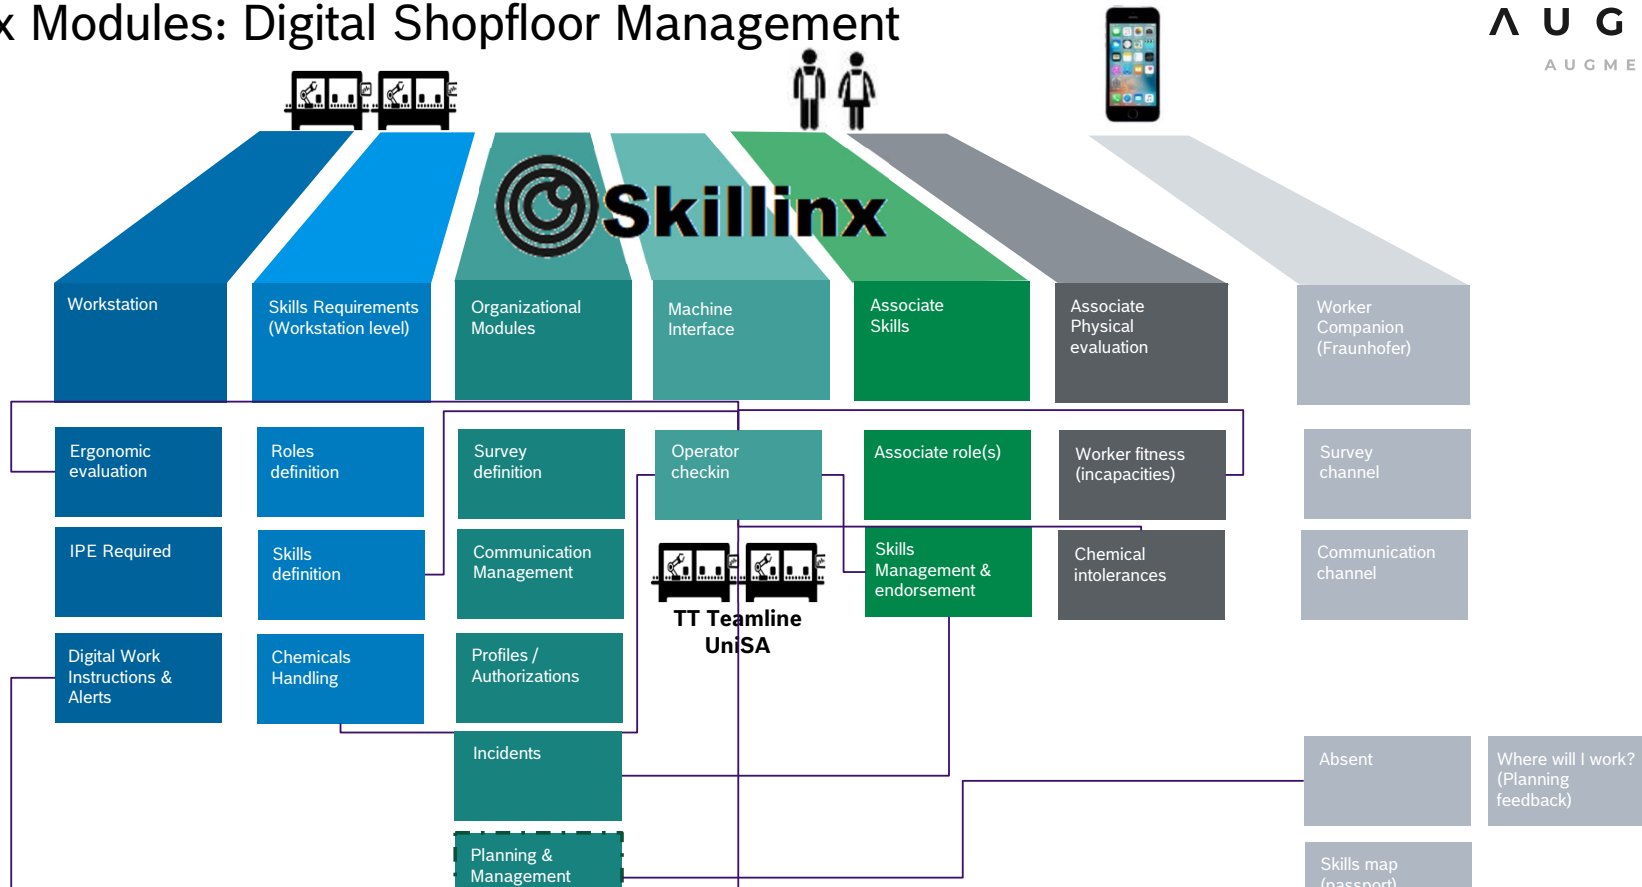 x Modules: Digital Shopfloor Management
AUG
AUGME
Skillinx
Workstation
Skills Requirements
(Workstation level)
Organizational
Modules
Machine
Interface
Associate
Skills
Associate
Physical
evaluation
Worker
Companion
(Fraunhofer)
Ergonomic
evaluation
Roles
definition
Survey
definition
Operator
checkin
Associate role(s)
Worker fitness
(incapacities)
Survey
channel
IPE Required
Skills
definition
Communication
Management
Skills
Management &
endorsement
Chemical
intolerances
Communication
channel
TT Teamline
UniSA
Digital Work
Instructions &
Alerts
Chemicals
Handling
Profiles /
Authorizations
Incidents
Absent
Where will I work?
(Planning
feedback)
Planning &
Management
Skills map
(passport)